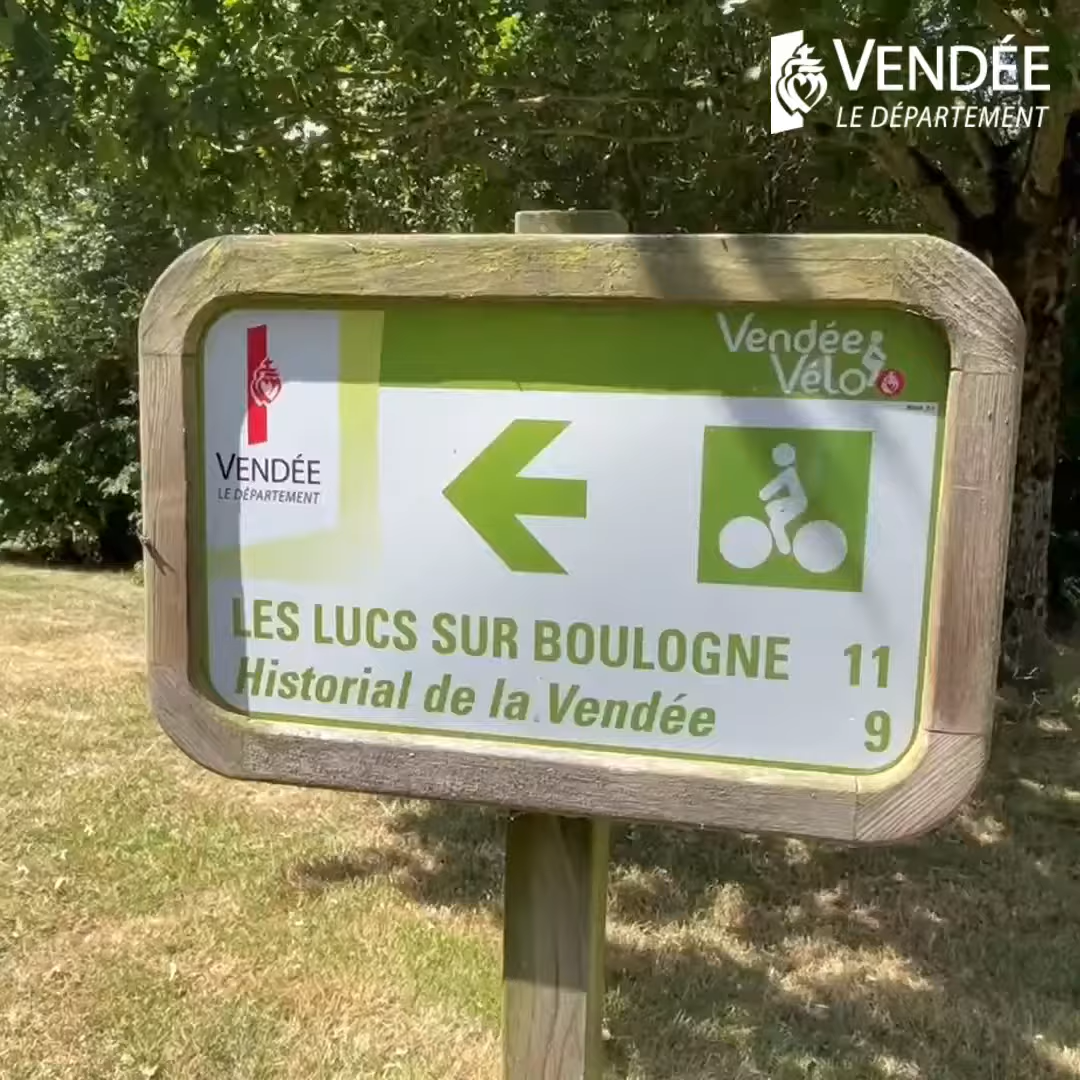 VENDÉE
LE DÉPARTEMENT
Vendée
Vélo
VENDÉE
LE DÉPARTEMENT
LES LUCS SUR BOULOGNE 11
Historial de la Vendée 9